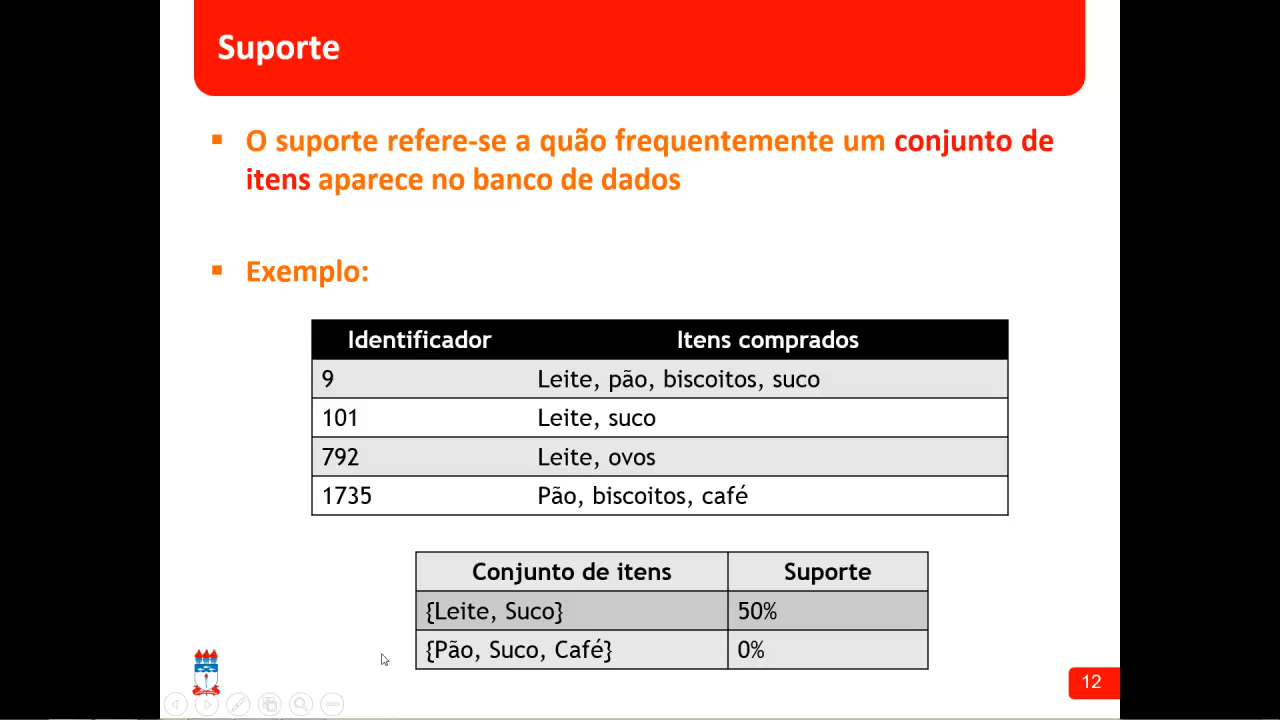 Suporte
O suporte refere-se a quão frequentemente um conjunto de
itens aparece no banco de dados
Exemplo:
Identificador Itens comprados
9 Leite, pão, biscoitos, suco
101 Leite, suco
792 Leite, ovos
1735 Pão, biscoitos, café
Conjunto de itens Suporte
{Leite, Suco} 50%
{Pão, Suco, Café} 0%
12